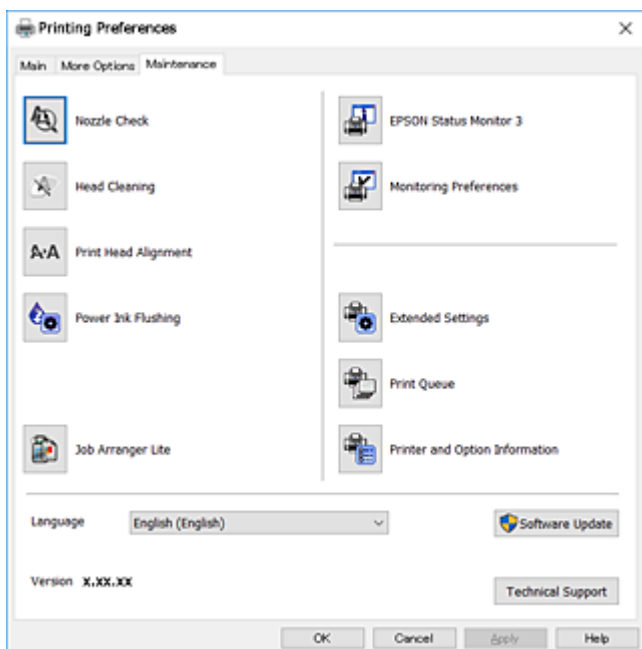 Printing Preferences
Main More Options Maintenance
Nozzle Check
EPSON Status Monitor 3
Head Cleaning
Monitoring Preferences
A·A Print Head Alignment
Power Ink Flushing
Extended Settings
Print Queue
Job Arranger Lite
Printer and Option Information
Language English (English)
Software Update
Version X.XX.XX
Technical Support
OK Cancel Apply Help